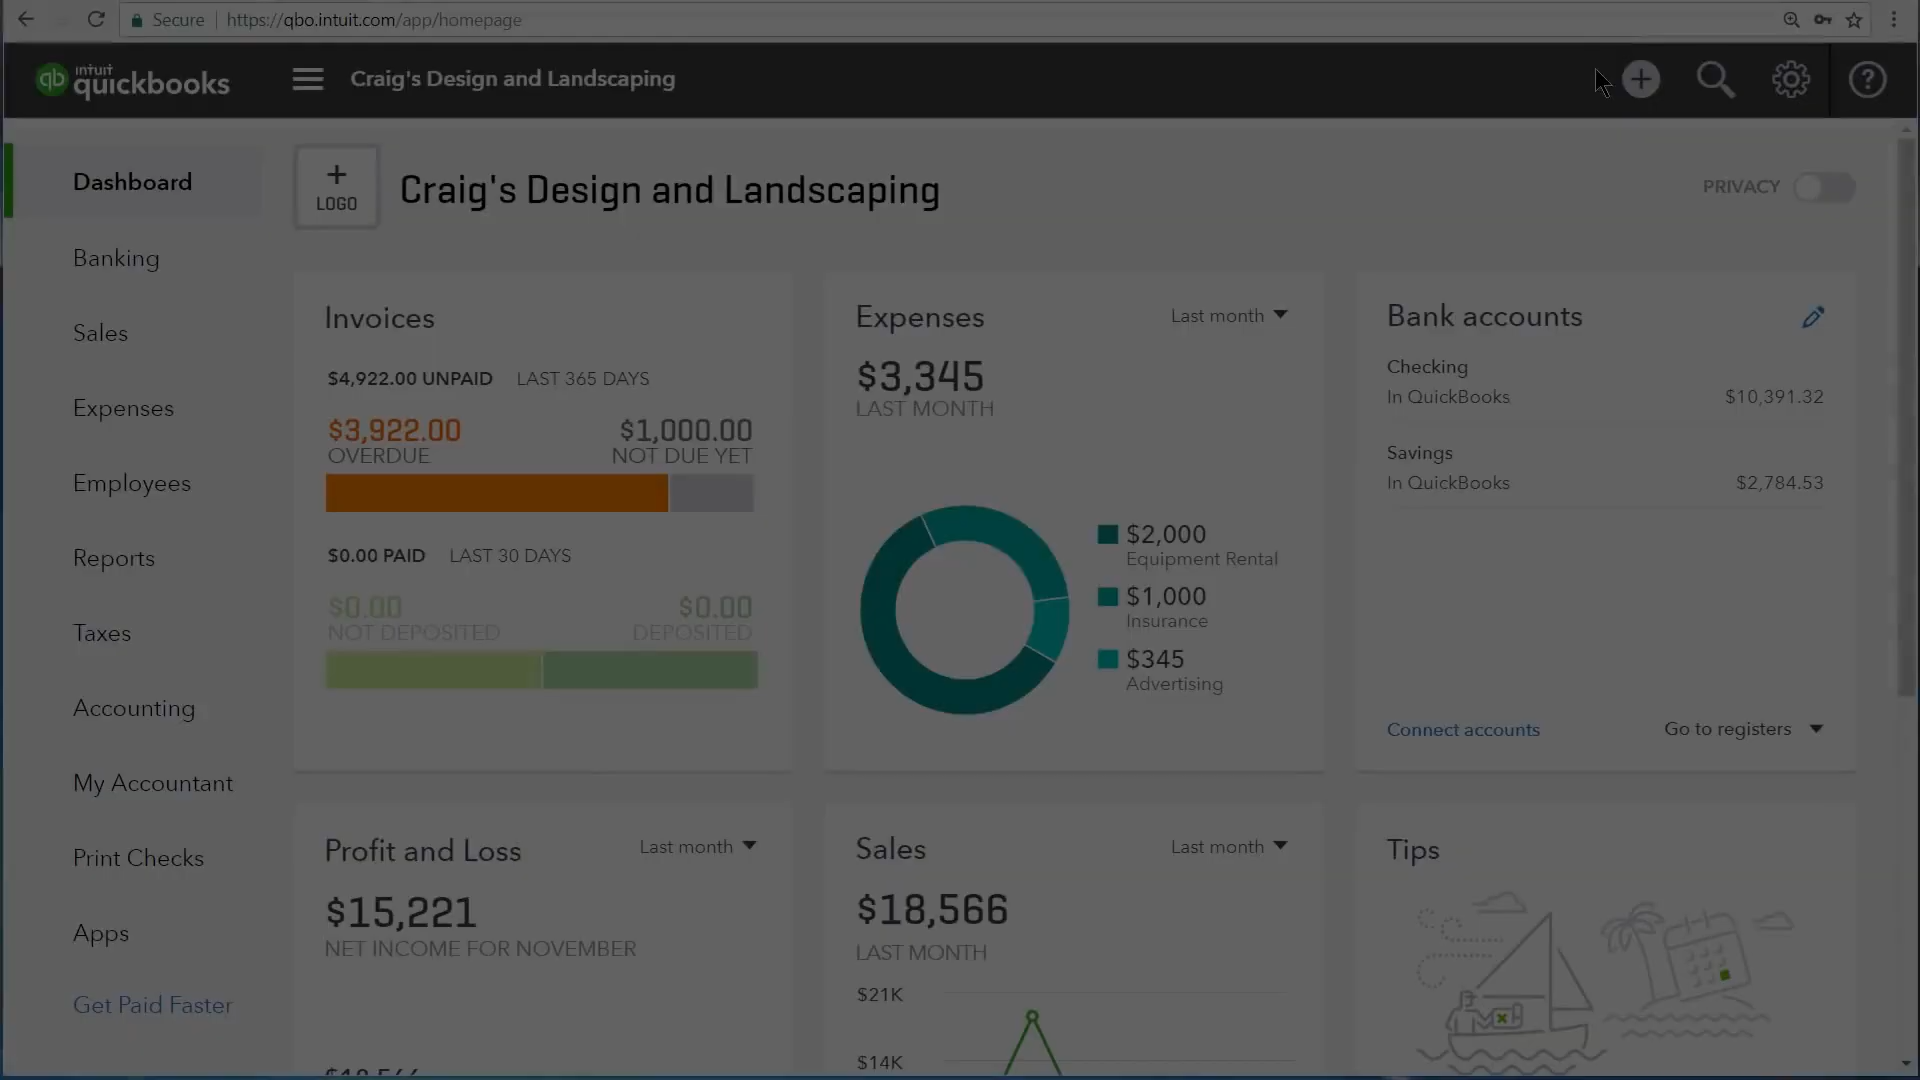 Secure https://qbo.intuit.com/app/homepage
intuit
qb quickbooks
Craig's Design and Landscaping
Dashboard
Banking
Sales
Expenses
Employees
Reports
Taxes
Accounting
My Accountant
Print Checks
Apps
Get Paid Faster
+
LOGO
Craig's Design and Landscaping
PRIVACY
Invoices
$4,922.00 UNPAID LAST 365 DAYS
$3,922.00 $1,000.00
OVERDUE NOT DUE YET
$0.00 PAID LAST 30 DAYS
$0.00 $0.00
NOT DEPOSITED DEPOSITED
Expenses Last month
$3,345
LAST MONTH
$2,000
Equipment Rental
$1,000
Insurance
$345
Advertising
Bank accounts
Checking
In QuickBooks $10,391.32
Savings
In QuickBooks $2,784.53
Connect accounts Go to registers
Profit and Loss Last month
$15,221
NET INCOME FOR NOVEMBER
Sales Last month
$18,566
LAST MONTH
$21K
$14K
Tips